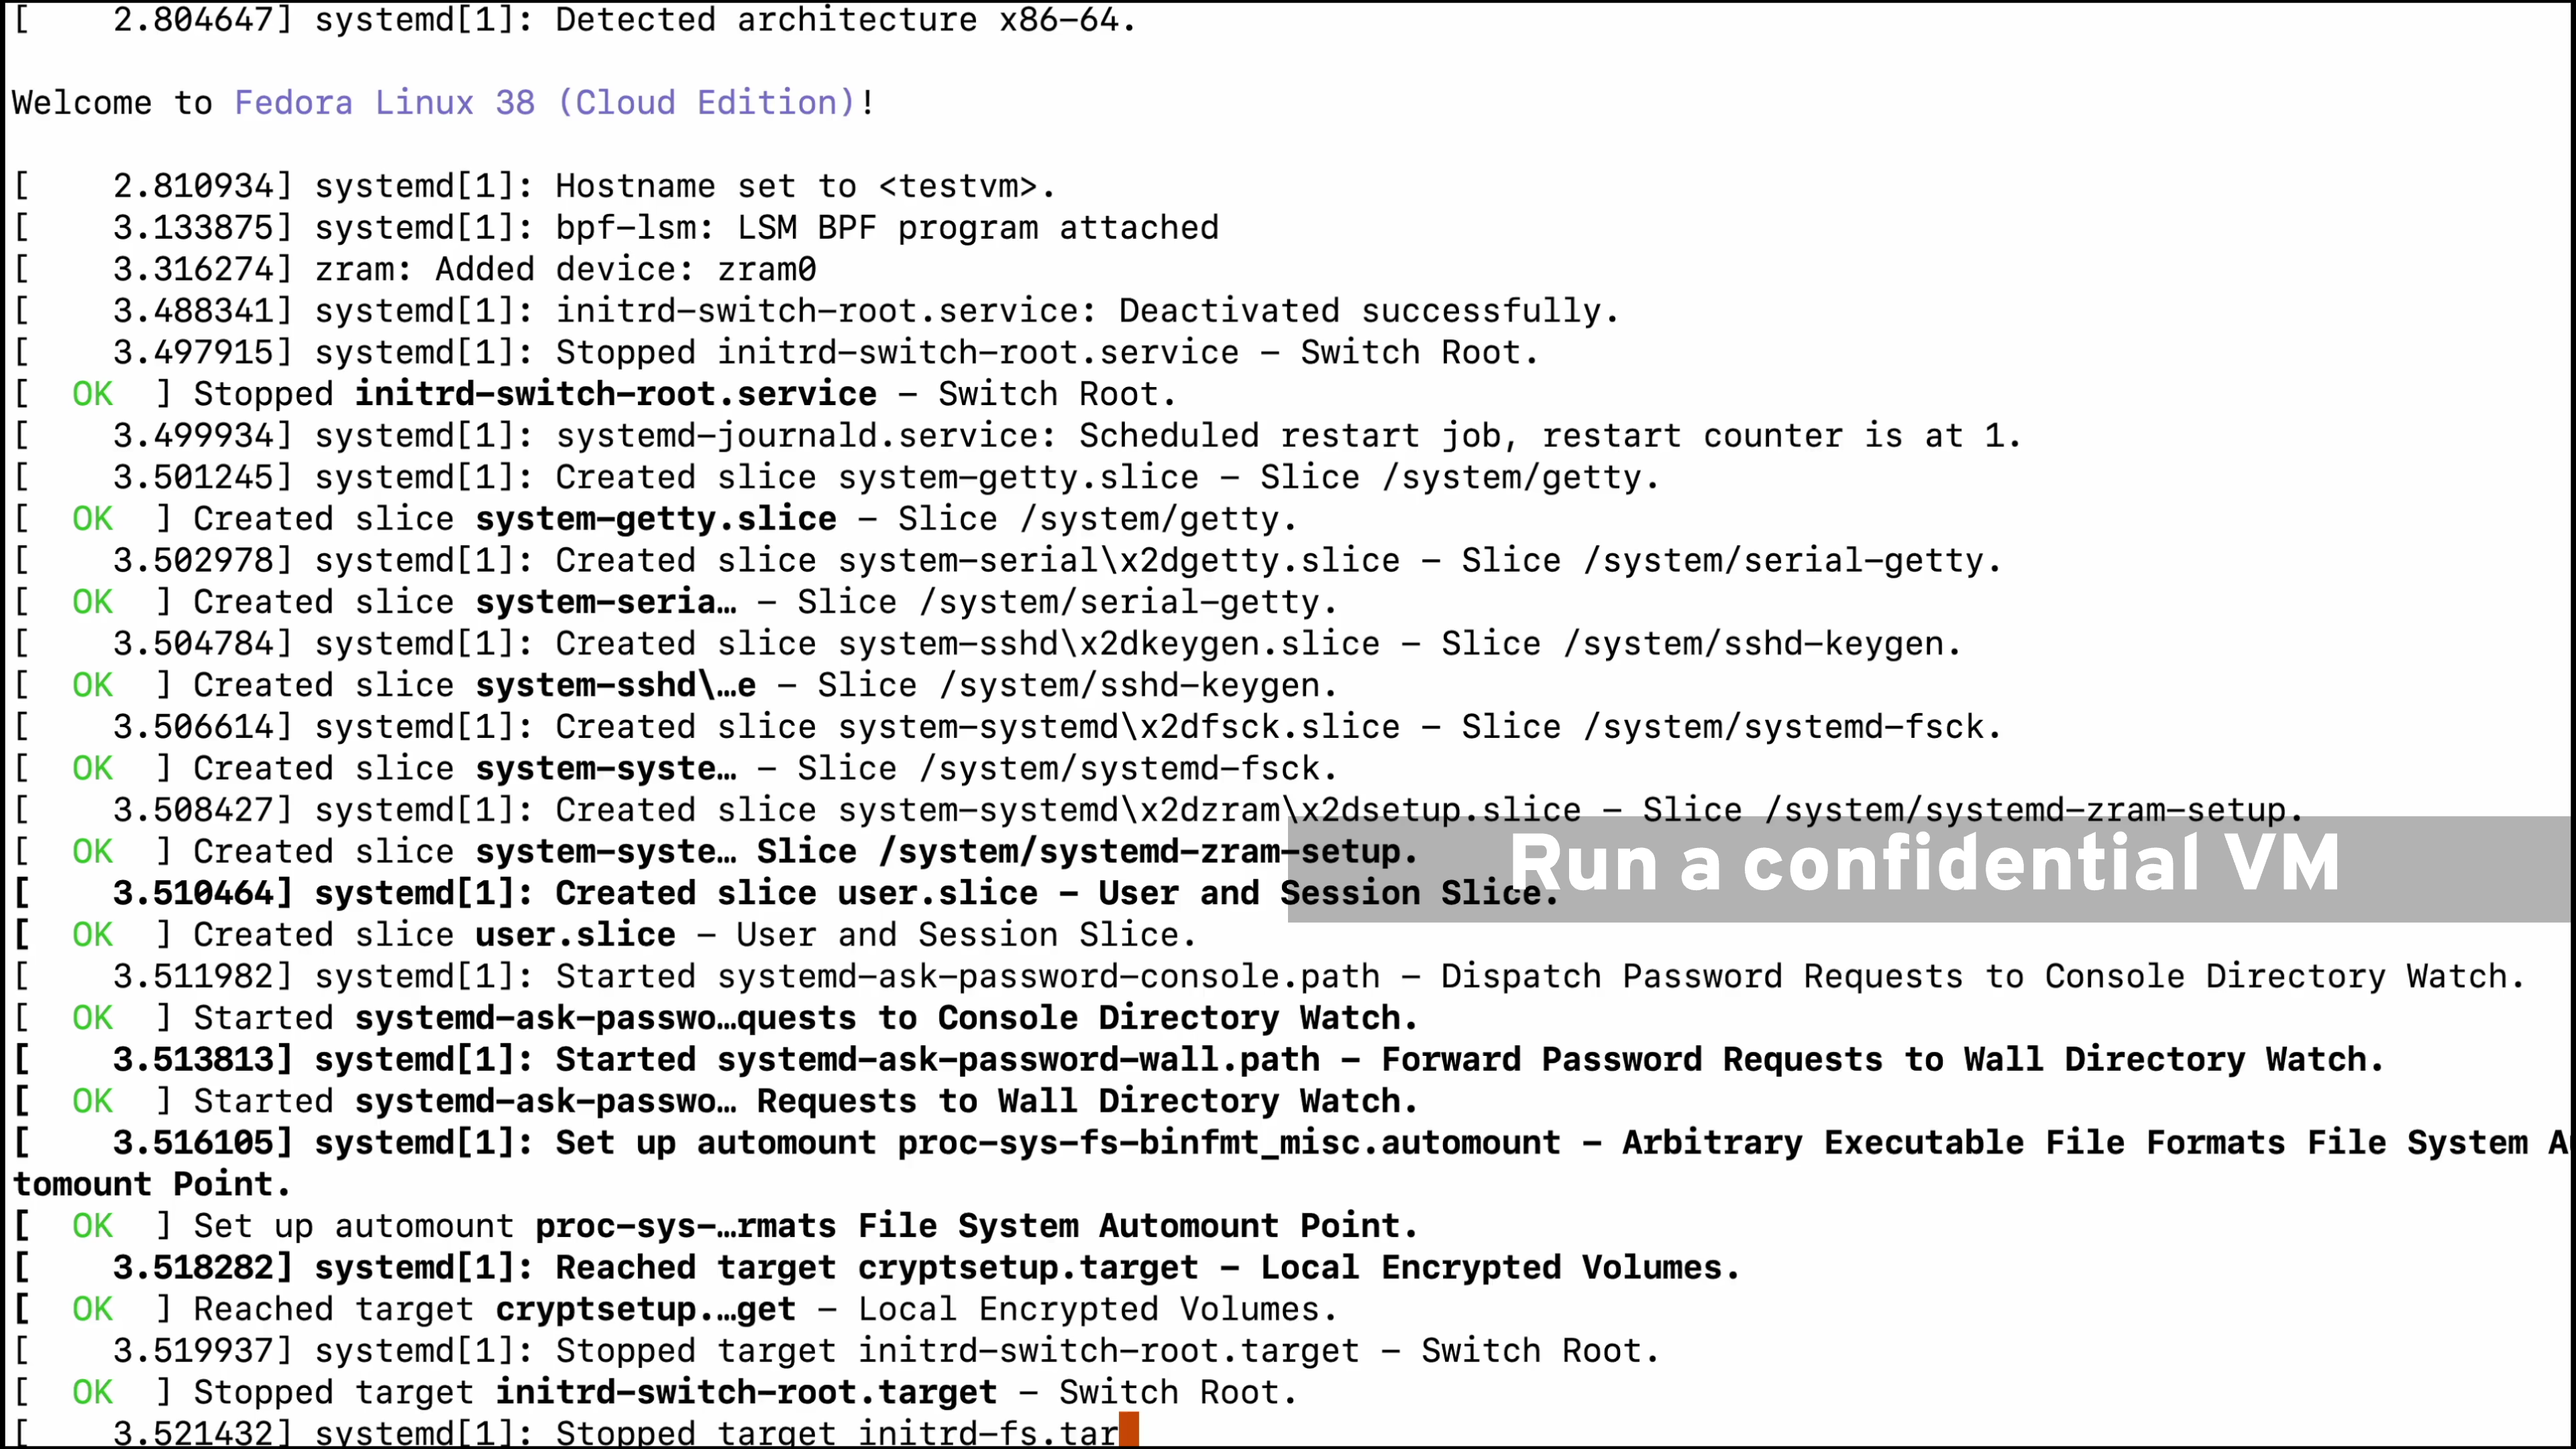 [    2.804647] systemd[1]: Detected architecture x86-64.
Welcome to Fedora Linux 38 (Cloud Edition)!
[    2.810934] systemd[1]: Hostname set to <testvm>.
[    3.133875] systemd[1]: bpf-lsm: LSM BPF program attached
[    3.316274] zram: Added device: zram0
[    3.488341] systemd[1]: initrd-switch-root.service: Deactivated successfully.
[    3.497915] systemd[1]: Stopped initrd-switch-root.service - Switch Root.
[  OK  ] Stopped initrd-switch-root.service - Switch Root.
[    3.499934] systemd[1]: systemd-journald.service: Scheduled restart job, restart counter is at 1.
[    3.501245] systemd[1]: Created slice system-getty.slice - Slice /system/getty.
[  OK  ] Created slice system-getty.slice - Slice /system/getty.
[    3.502978] systemd[1]: Created slice system-serial\x2dgetty.slice - Slice /system/serial-getty.
[  OK  ] Created slice system-seria… - Slice /system/serial-getty.
[    3.504784] systemd[1]: Created slice system-sshd\x2dkeygen.slice - Slice /system/sshd-keygen.
[  OK  ] Created slice system-sshd\…e - Slice /system/sshd-keygen.
[    3.506614] systemd[1]: Created slice system-systemd\x2dfsck.slice - Slice /system/systemd-fsck.
[  OK  ] Created slice system-syste… - Slice /system/systemd-fsck.
[    3.508427] systemd[1]: Created slice system-systemd\x2dzram\x2dsetup.slice - Slice /system/systemd-zram-setup.
[  OK  ] Created slice system-syste… Slice /system/systemd-zram-setup.
Run a confidential VM
[    3.510464] systemd[1]: Created slice user.slice - User and Session Slice.
[  OK  ] Created slice user.slice - User and Session Slice.
[    3.511982] systemd[1]: Started systemd-ask-password-console.path - Dispatch Password Requests to Console Directory Watch.
[  OK  ] Started systemd-ask-passwo…quests to Console Directory Watch.
[    3.513813] systemd[1]: Started systemd-ask-password-wall.path - Forward Password Requests to Wall Directory Watch.
[  OK  ] Started systemd-ask-passwo… Requests to Wall Directory Watch.
[    3.516105] systemd[1]: Set up automount proc-sys-fs-binfmt_misc.automount - Arbitrary Executable File Formats File System A
tomount Point.
[  OK  ] Set up automount proc-sys-…rmats File System Automount Point.
[    3.518282] systemd[1]: Reached target cryptsetup.target - Local Encrypted Volumes.
[  OK  ] Reached target cryptsetup.…get - Local Encrypted Volumes.
[    3.519937] systemd[1]: Stopped target initrd-switch-root.target - Switch Root.
[  OK  ] Stopped target initrd-switch-root.target - Switch Root.
[    3.521432] systemd[1]: Stopped target initrd-fs.tar